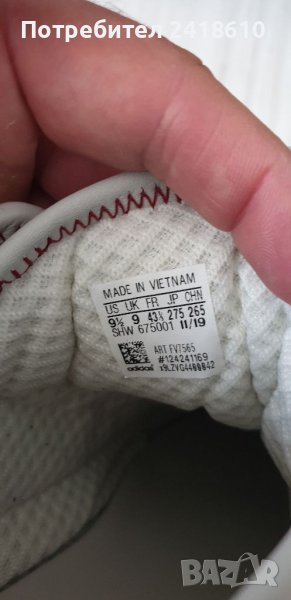 Потребител 2418610
MADE IN VIETNAM
US UK FR JP CHN
9½ 9 43⅓ 275 265
SHW 675001 11/19
ART FV7565
#124241169
adidas
BAZAR